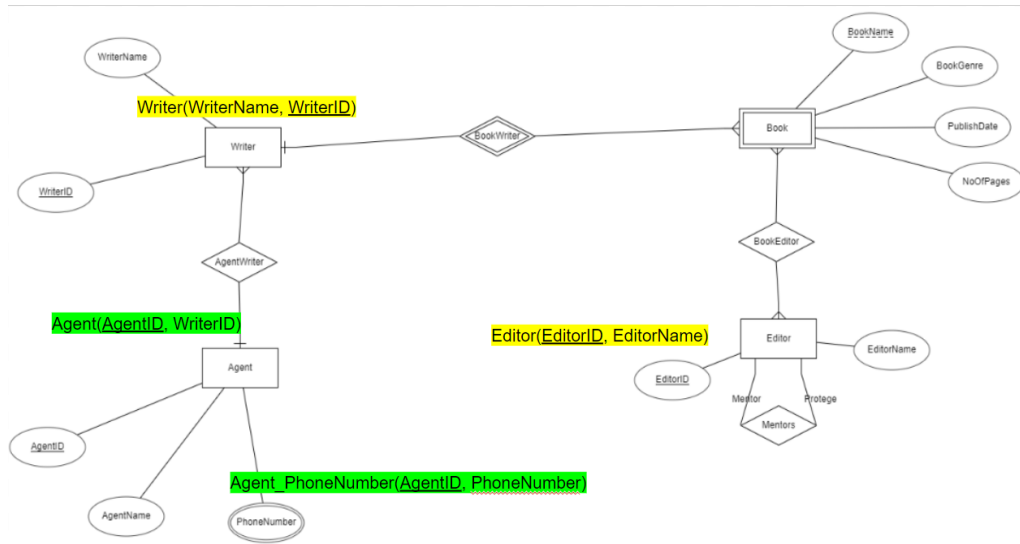 BookName
WriterName
BookGenre
Writer(WriterName, WriterID)
PublishDate
Book
BookWriter
Writer
NoOfPages
WriterID
BookEditor
AgentWriter
Agent(AgentID, WriterID)
Editor(EditorID, EditorName)
Editor
EditorName
Agent
EditorID
Mentor
Protege
Mentors
AgentID
Agent_PhoneNumber(AgentID, PhoneNumber)
AgentName
PhoneNumber